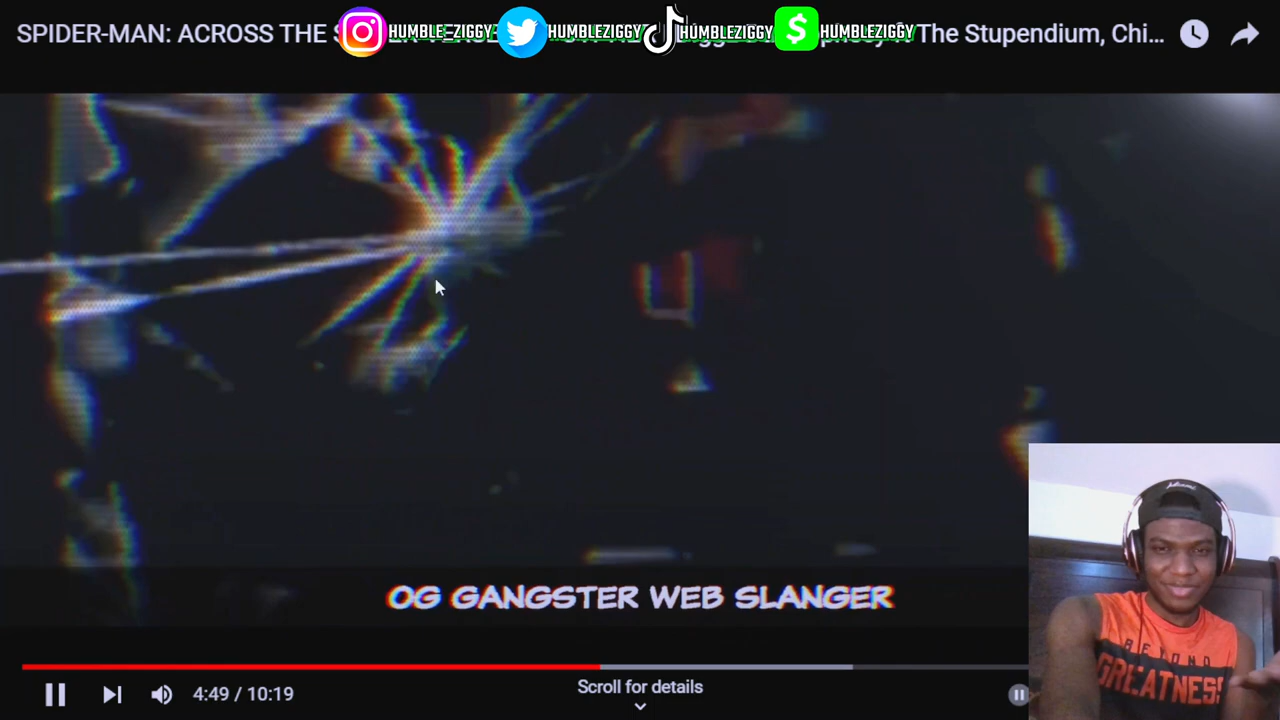 SPIDER-MAN: ACROSS THE
The Stupendium, Chi...
HUMBLE_ZIGGY
HUMBLEZIGGY
HUMBLEZIGGY
HUMBLEZIGGY
OG GANGSTER WEB SLANGER
4:49 / 10:19
Scroll for details
BEYOND
GREATNESS